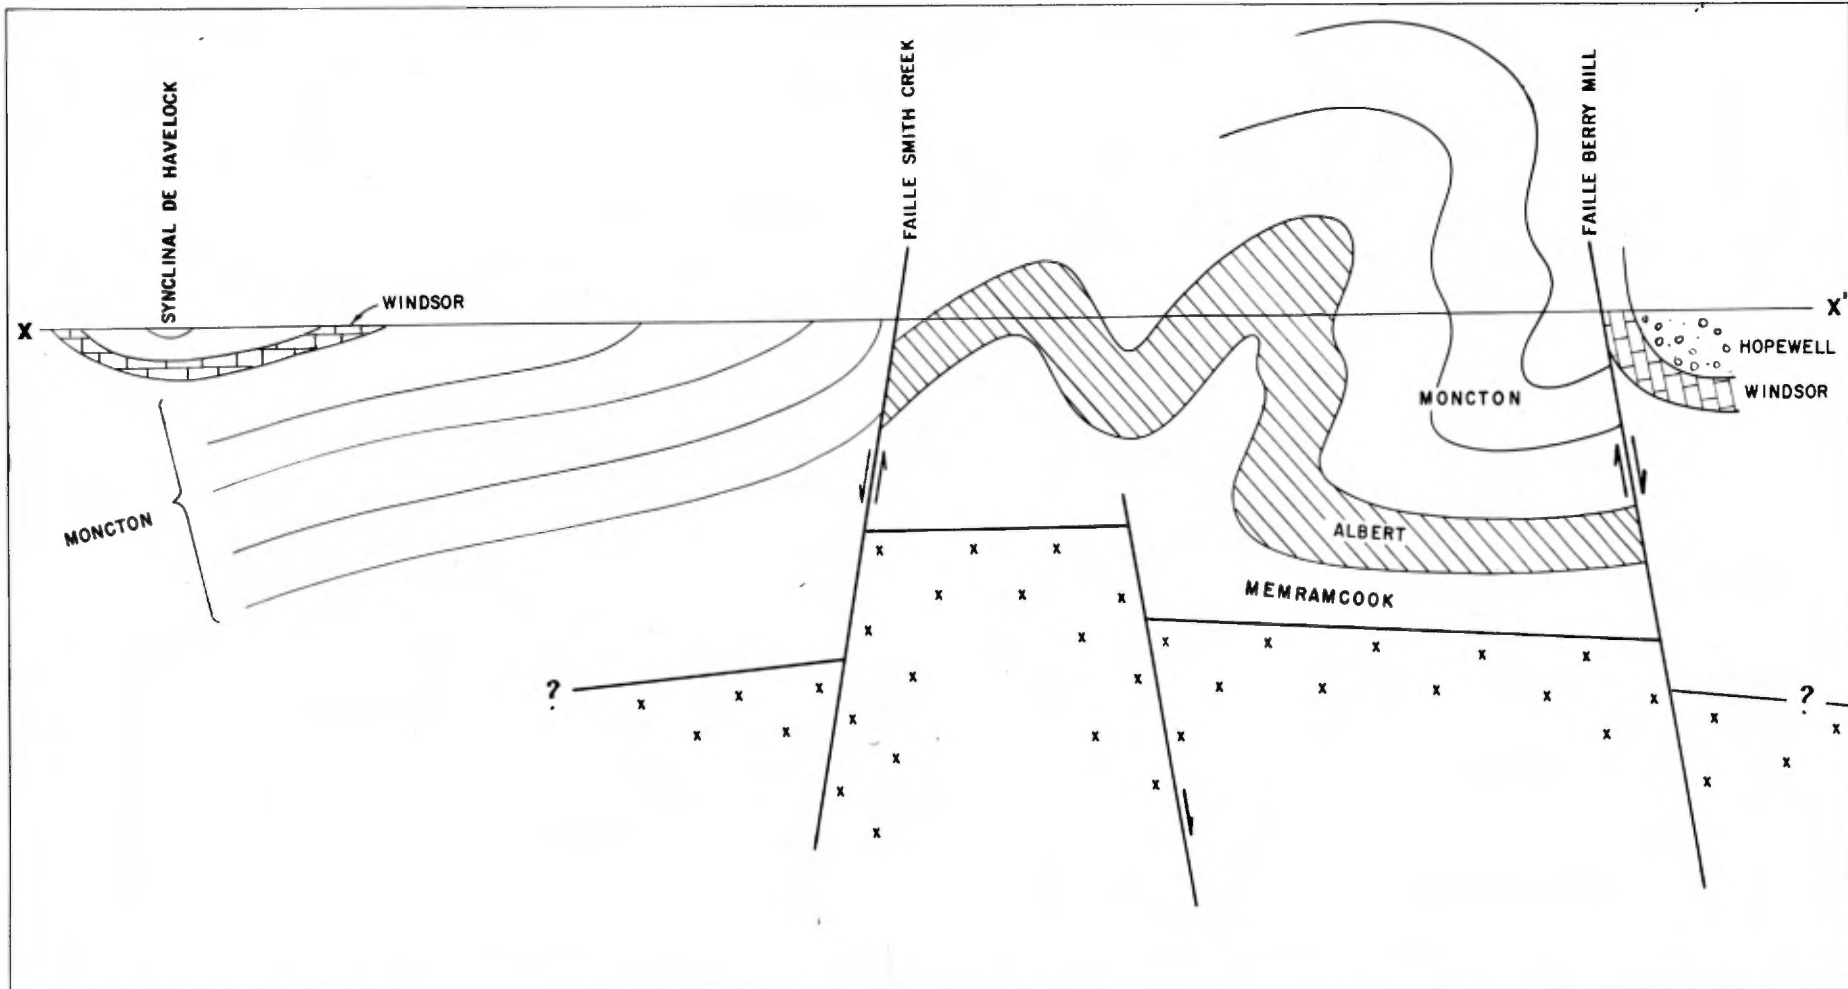 SYNCLINAL DE HAVELOCK
FAILLE SMITH CREEK
FAILLE BERRY MILL
X
WINDSOR
X'
HOPEWELL
WINDSOR
MONCTON
MONCTON
ALBERT
MEMRAMCOOK
?
?